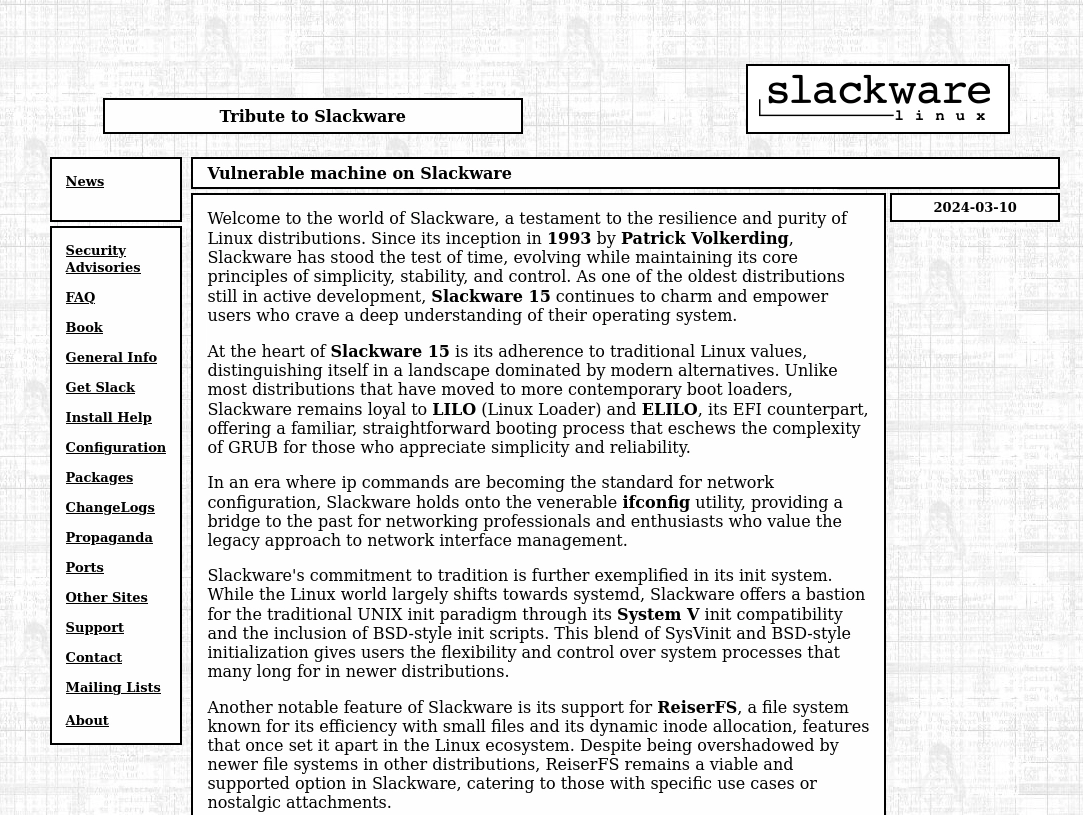 slackware
linux
Tribute to Slackware
News
Security
Advisories
FAQ
Book
General Info
Get Slack
Install Help
Configuration
Packages
ChangeLogs
Propaganda
Ports
Other Sites
Support
Contact
Mailing Lists
About
Vulnerable machine on Slackware
2024-03-10
Welcome to the world of Slackware, a testament to the resilience and purity of
Linux distributions. Since its inception in 1993 by Patrick Volkerding,
Slackware has stood the test of time, evolving while maintaining its core
principles of simplicity, stability, and control. As one of the oldest distributions
still in active development, Slackware 15 continues to charm and empower
users who crave a deep understanding of their operating system.
At the heart of Slackware 15 is its adherence to traditional Linux values,
distinguishing itself in a landscape dominated by modern alternatives. Unlike
most distributions that have moved to more contemporary boot loaders,
Slackware remains loyal to LILO (Linux Loader) and ELILO, its EFI counterpart,
offering a familiar, straightforward booting process that eschews the complexity
of GRUB for those who appreciate simplicity and reliability.
In an era where ip commands are becoming the standard for network
configuration, Slackware holds onto the venerable ifconfig utility, providing a
bridge to the past for networking professionals and enthusiasts who value the
legacy approach to network interface management.
Slackware's commitment to tradition is further exemplified in its init system.
While the Linux world largely shifts towards systemd, Slackware offers a bastion
for the traditional UNIX init paradigm through its System V init compatibility
and the inclusion of BSD-style init scripts. This blend of SysVinit and BSD-style
initialization gives users the flexibility and control over system processes that
many long for in newer distributions.
Another notable feature of Slackware is its support for ReiserFS, a file system
known for its efficiency with small files and its dynamic inode allocation, features
that once set it apart in the Linux ecosystem. Despite being overshadowed by
newer file systems in other distributions, ReiserFS remains a viable and
supported option in Slackware, catering to those with specific use cases or
nostalgic attachments.